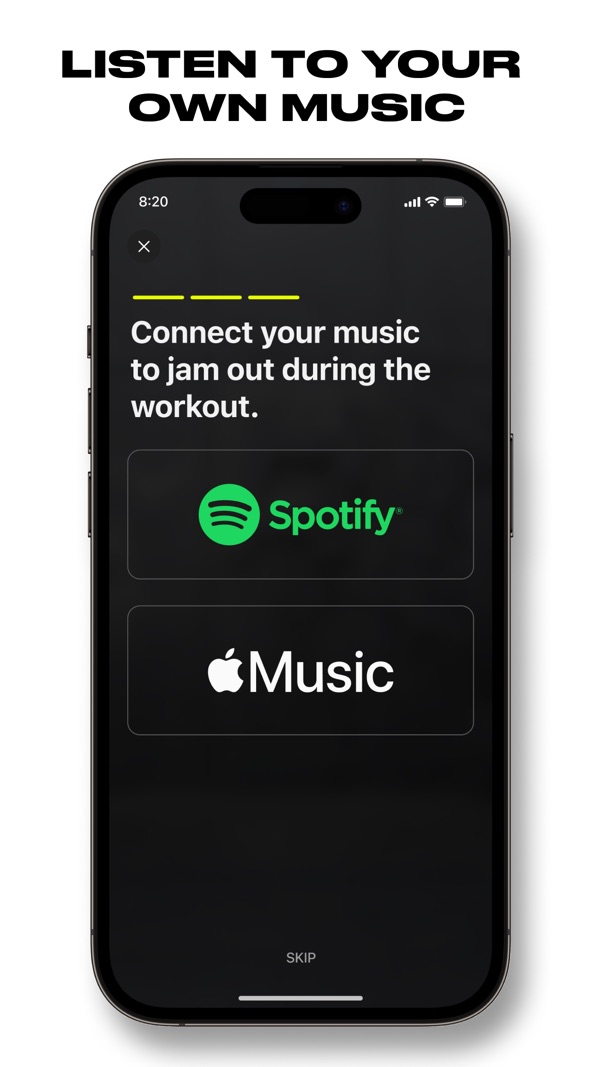 LISTEN TO YOUR
OWN MUSIC
8:20
Connect your music
to jam out during the
workout.
Spotify®
Music
SKIP